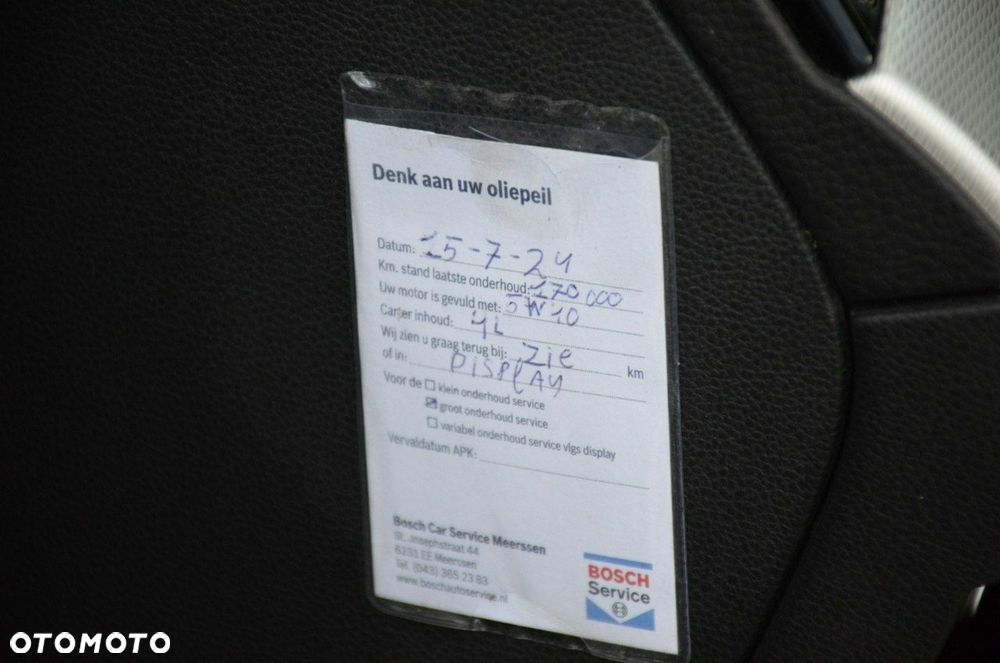 Denk aan uw oliepeil
Datum: 15-7-24
Km. stand laatste onderhoud: 170 000
Uw motor is gevuld met: 5W40
Carter inhoud: 4L
Wij zien u graag terug bij: Zie km
of in: DISPLAY
Voor de klein onderhoud service
groot onderhoud service
variabel onderhoud service vlgs display
Vervaldatum APK:
Bosch Car Service Meerssen
St. Josephstraat 44
6231 EE Meerssen
Tel. (043) 365 23 83
www.boschautoservice.nl
BOSCH
Service
OTOMOTO